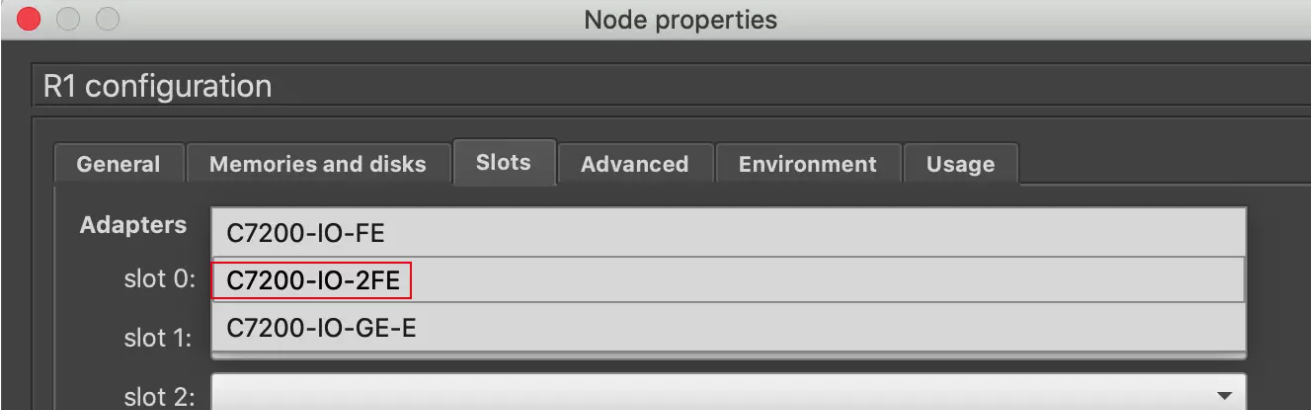 Node properties
R1 configuration
General Memories and disks Slots Advanced Environment Usage
Adapters
C7200-IO-FE
slot 0: C7200-IO-2FE
slot 1: C7200-IO-GE-E
slot 2: